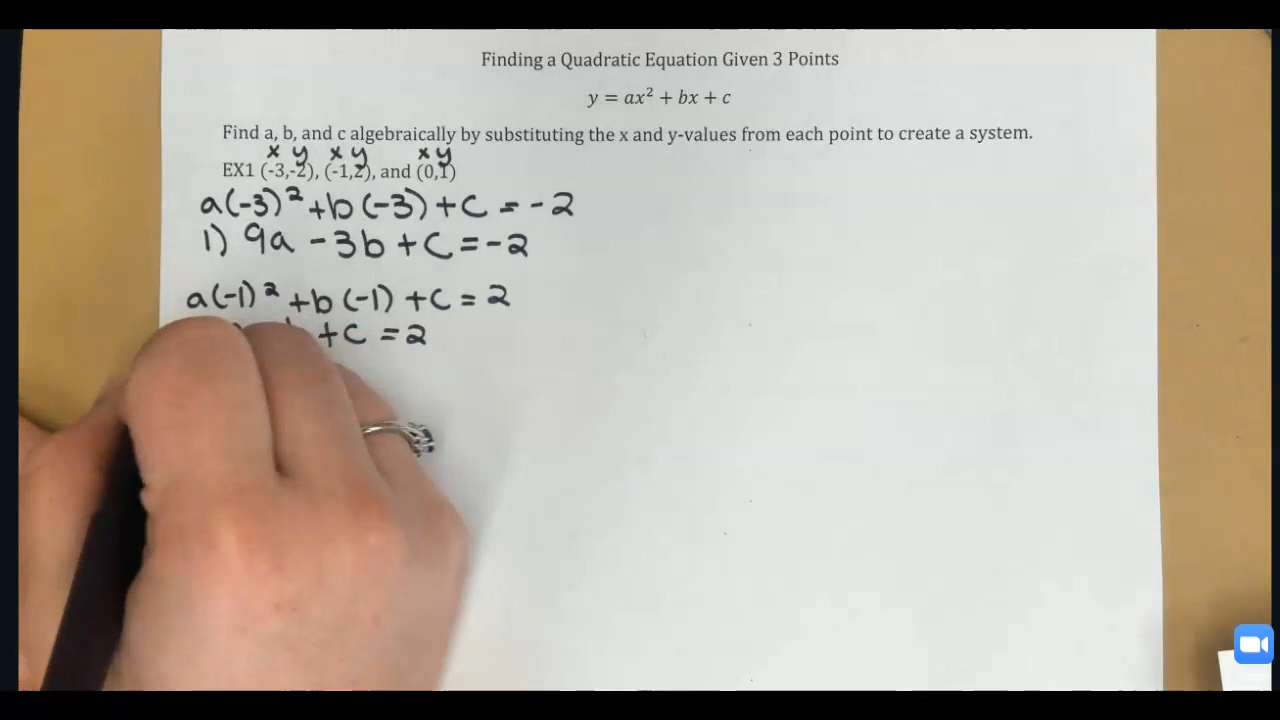 Finding a Quadratic Equation Given 3 Points
y = ax² + bx + c
Find a, b, and c algebraically by substituting the x and y-values from each point to create a system.
x y x y x y
EX1 (-3,-2), (-1,2), and (0,1)
a(-3)² + b(-3) + c = -2
1) 9a - 3b + c = -2
a(-1)² + b(-1) + c = 2
+ c = 2